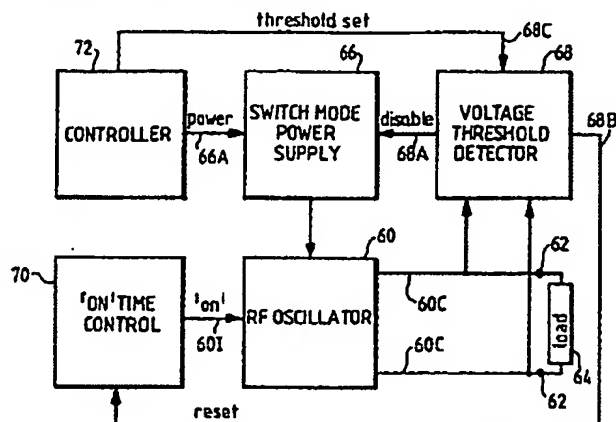 threshold set
68C
72
66
68
CONTROLLER
power
66A
SWITCH MODE
POWER
SUPPLY
disable
68A
VOLTAGE
THRESHOLD
DETECTOR
68B
60
62
70
'ON' TIME
CONTROL
'on'
60I
RF OSCILLATOR
60C
60C
load
64
62
reset